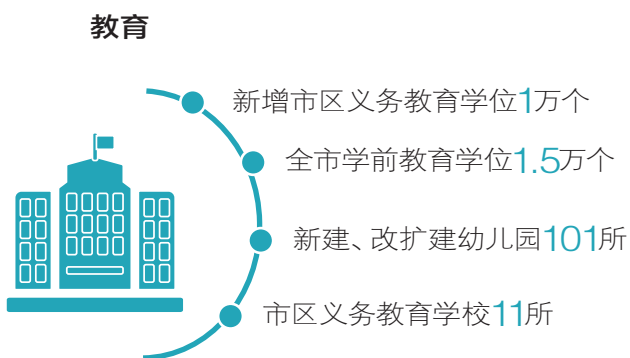 教育
新增市区义务教育学位1万个
全市学前教育学位1.5万个
新建、改扩建幼儿园101所
市区义务教育学校11所